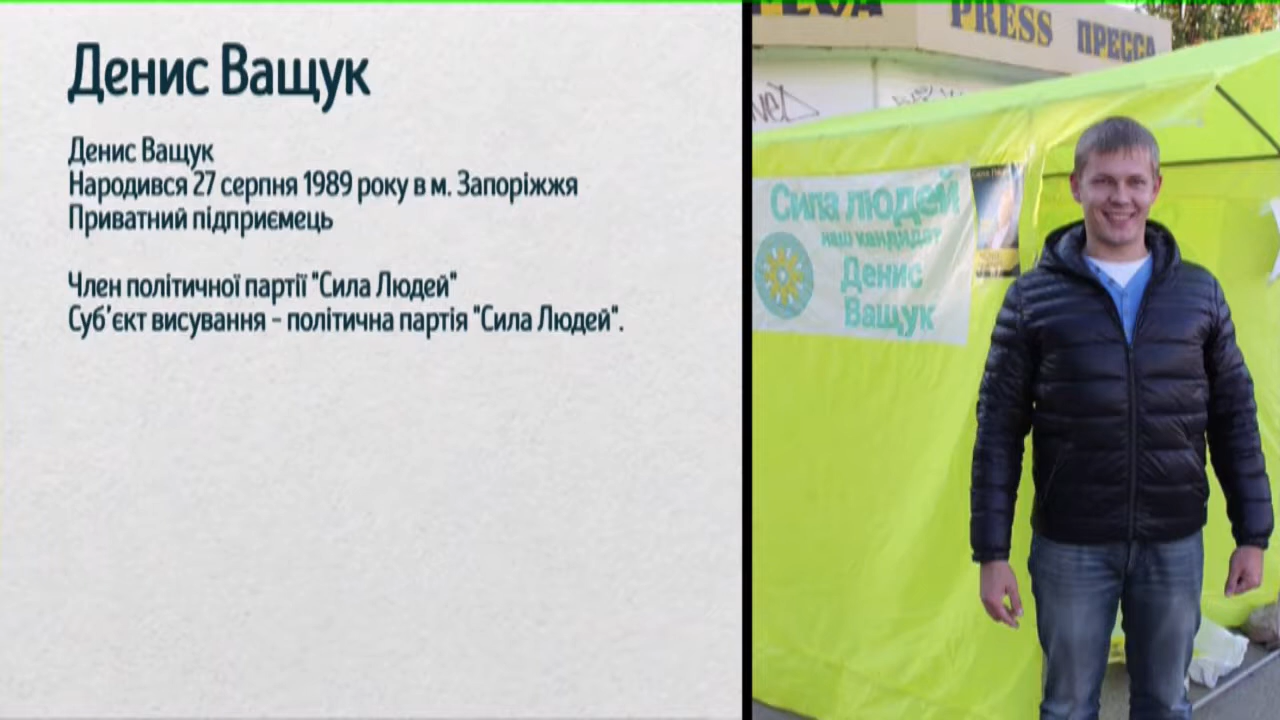 Денис Ващук
Денис Ващук
Народився 27 серпня 1989 року в м. Запоріжжя
Приватний підприємець
Член політичної партії "Сила Людей"
Суб’єкт висування - політична партія "Сила Людей".
PRESS
ПРЕССА
Сила людей
наш кандидат
Денис
Ващук